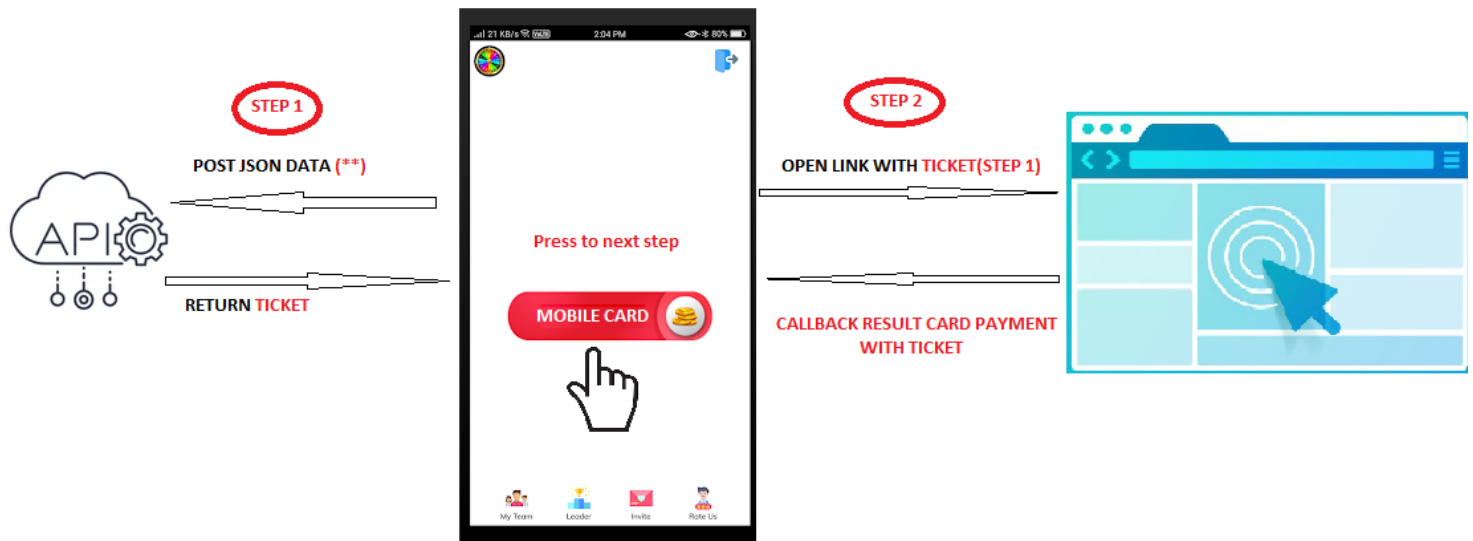 .ıl 21 KB/s VoLTE 2:04 PM 80%
STEP 1
STEP 2
POST JSON DATA (**)
OPEN LINK WITH TICKET(STEP 1)
API
Press to next step
RETURN TICKET
MOBILE CARD
CALLBACK RESULT CARD PAYMENT
WITH TICKET
My Team Leader Invite Rate Us